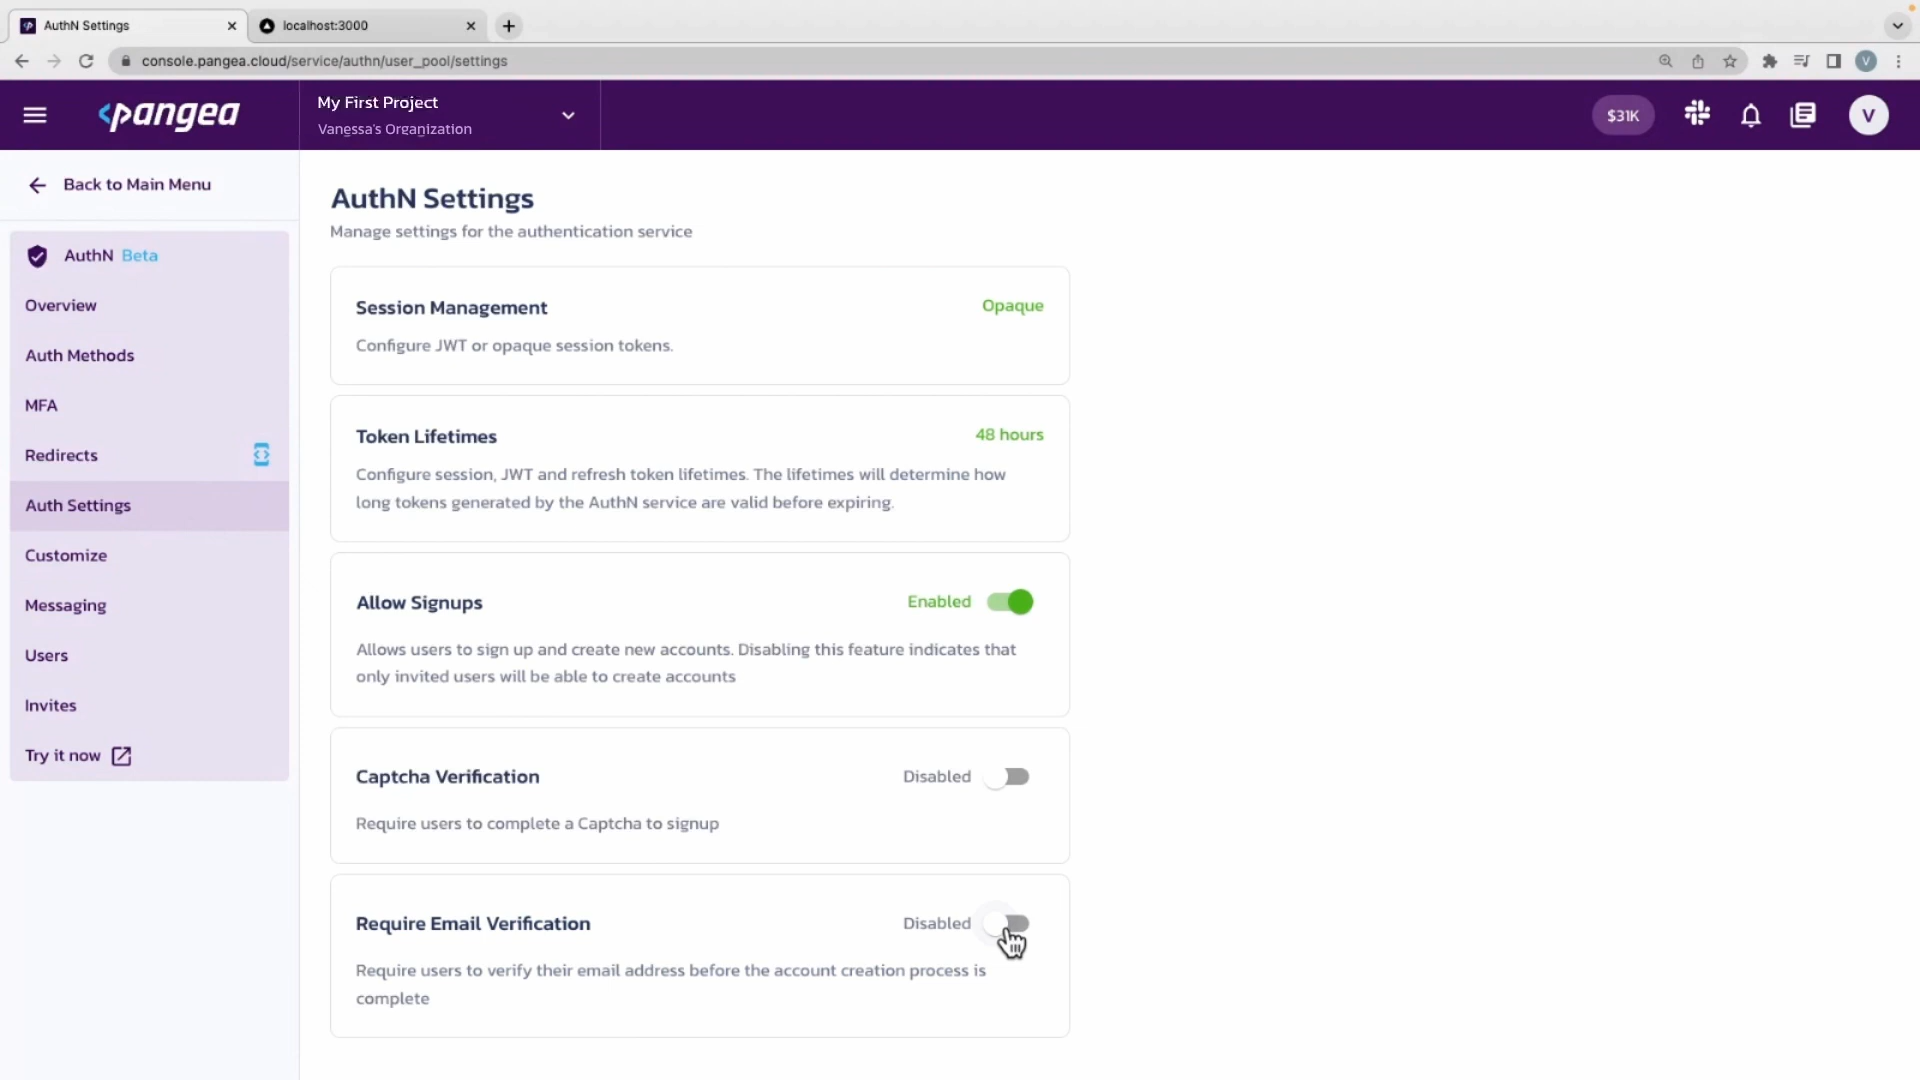 AuthN Settings
localhost:3000
console.pangea.cloud/service/authn/user_pool/settings
V
pangea
My First Project
Vanessa's Organization
$31K
V
Back to Main Menu
AuthN Beta
Overview
Auth Methods
MFA
Redirects
Auth Settings
Customize
Messaging
Users
Invites
Try it now
AuthN Settings
Manage settings for the authentication service
Session Management
Opaque
Configure JWT or opaque session tokens.
Token Lifetimes
48 hours
Configure session, JWT and refresh token lifetimes. The lifetimes will determine how
long tokens generated by the AuthN service are valid before expiring.
Allow Signups
Enabled
Allows users to sign up and create new accounts. Disabling this feature indicates that
only invited users will be able to create accounts
Captcha Verification
Disabled
Require users to complete a Captcha to signup
Require Email Verification
Disabled
Require users to verify their email address before the account creation process is
complete